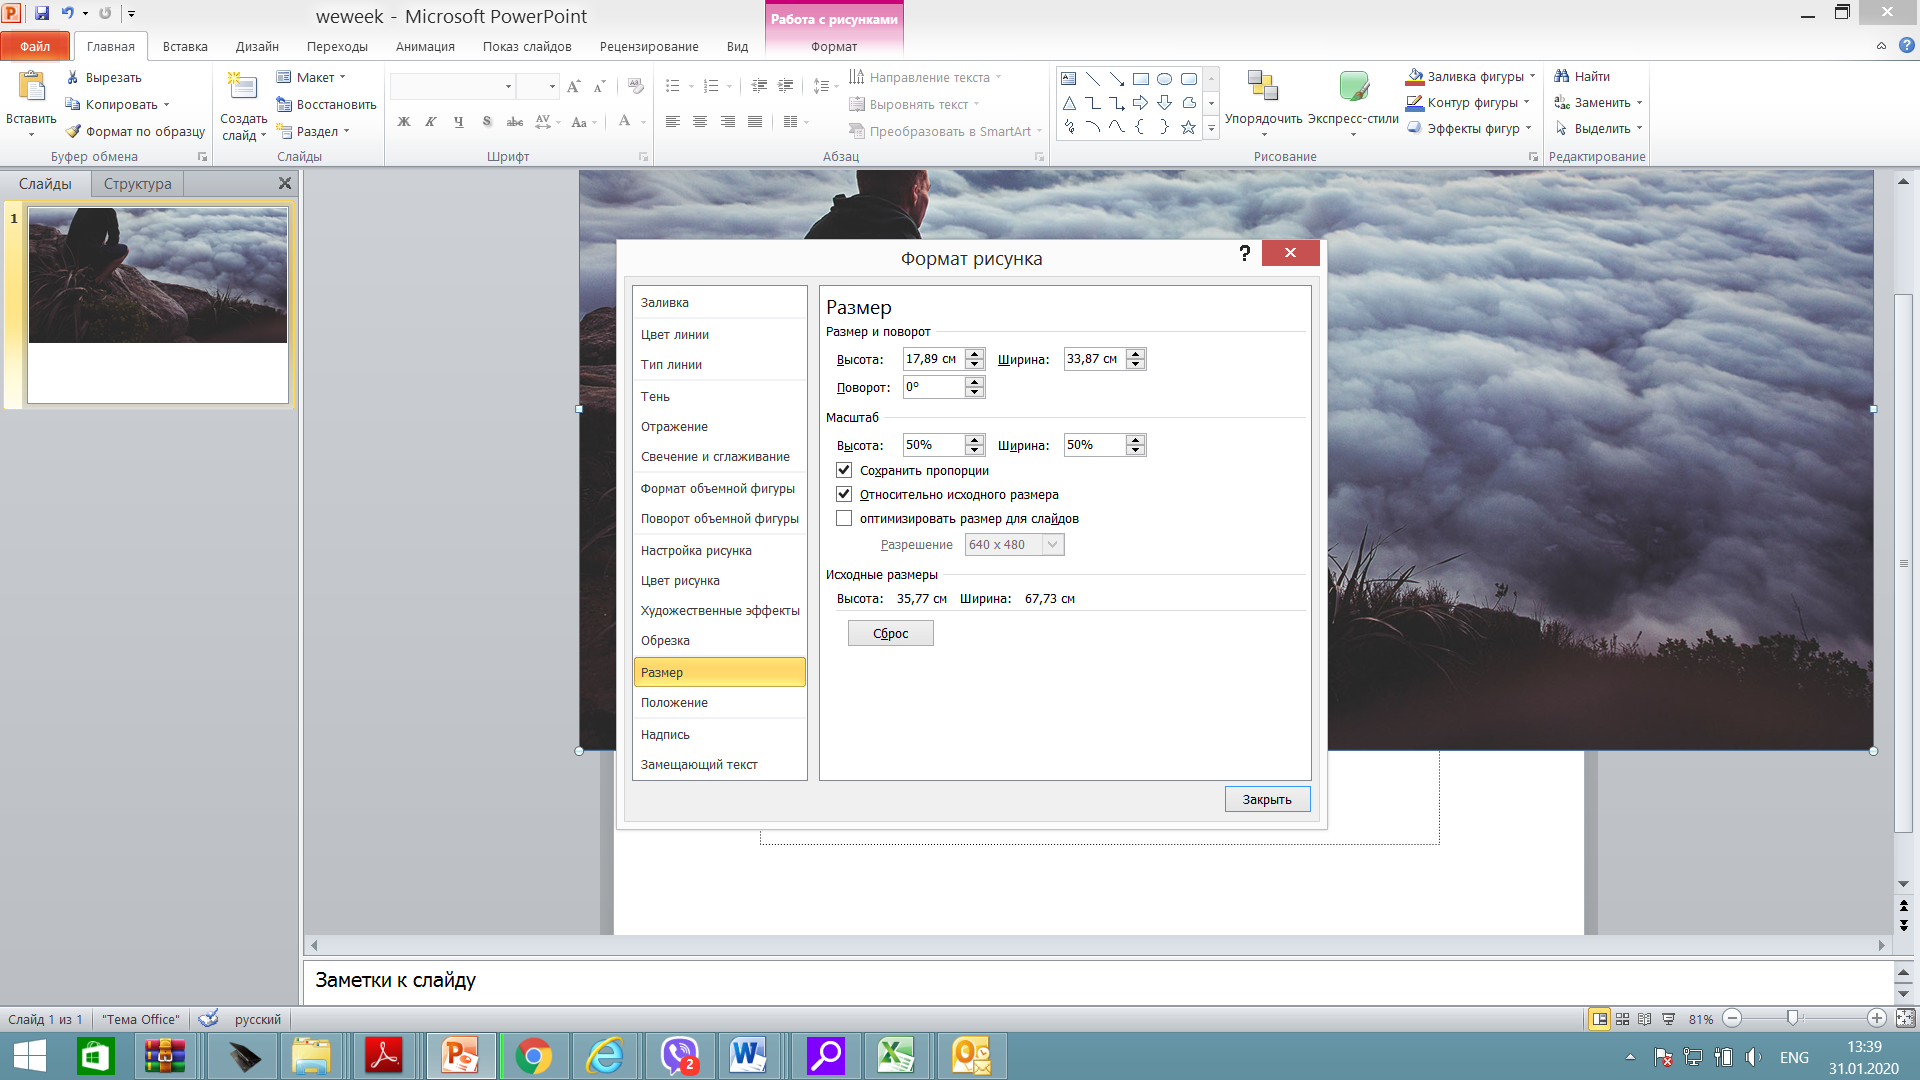 weweek - Microsoft PowerPoint
Работа с рисунками
Файл
Главная
Вставка
Дизайн
Переходы
Анимация
Показ слайдов
Рецензирование
Вид
Формат
Вставить
Вырезать
Копировать
Формат по образцу
Буфер обмена
Создать слайд
Макет
Восстановить
Раздел
Слайды
Ж К Ч S abc AV Aa A
Шрифт
Направление текста
Выровнять текст
Преобразовать в SmartArt
Абзац
Упорядочить
Экспресс-стили
Заливка фигуры
Контур фигуры
Эффекты фигур
Рисование
Найти
Заменить
Выделить
Редактирование
Слайды
Структура
1
Формат рисунка
?
Заливка
Цвет линии
Тип линии
Тень
Отражение
Свечение и сглаживание
Формат объемной фигуры
Поворот объемной фигуры
Настройка рисунка
Цвет рисунка
Художественные эффекты
Обрезка
Размер
Положение
Надпись
Замещающий текст
Размер
Размер и поворот
Высота: 17,89 см Ширина: 33,87 см
Поворот: 0°
Масштаб
Высота: 50% Ширина: 50%
Сохранить пропорции
Относительно исходного размера
оптимизировать размер для слайдов
Разрешение 640 x 480
Исходные размеры
Высота: 35,77 см Ширина: 67,73 см
Сброс
Закрыть
Заметки к слайду
Слайд 1 из 1
"Тема Office"
русский
81%
2
ENG
13:39
31.01.2020